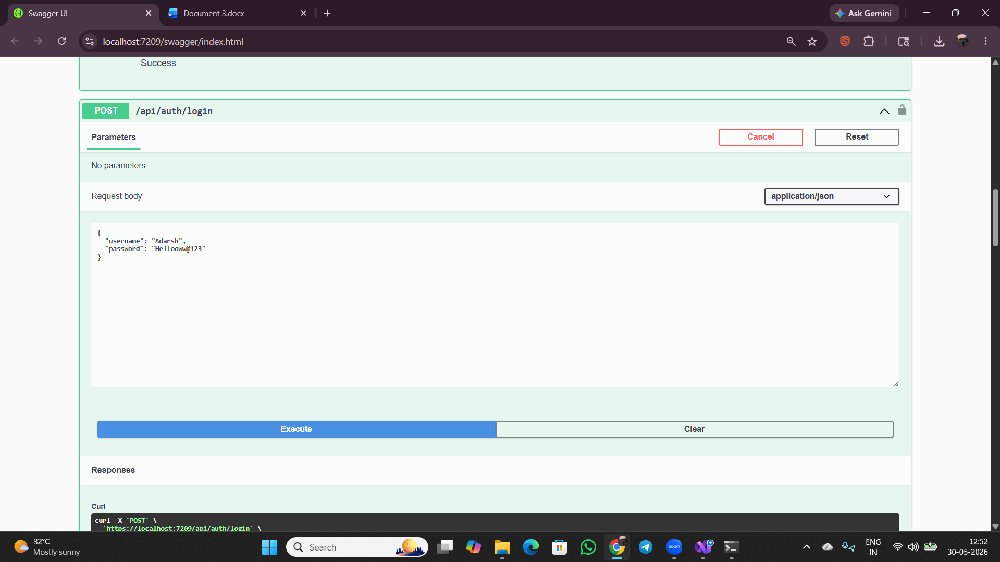 Swagger UI
Document 3.docx
Ask Gemini
localhost:7209/swagger/index.html
Success
POST /api/auth/login
Parameters
Cancel
Reset
No parameters
Request body
application/json
{
"username": "Adarsh",
"password": "Hellooww@123"
}
Execute
Clear
Responses
Curl
curl -X 'POST' \
'https://localhost:7209/api/auth/login' \
32°C
Mostly sunny
Search
zoom
ENG
IN
12:52
30-05-2026